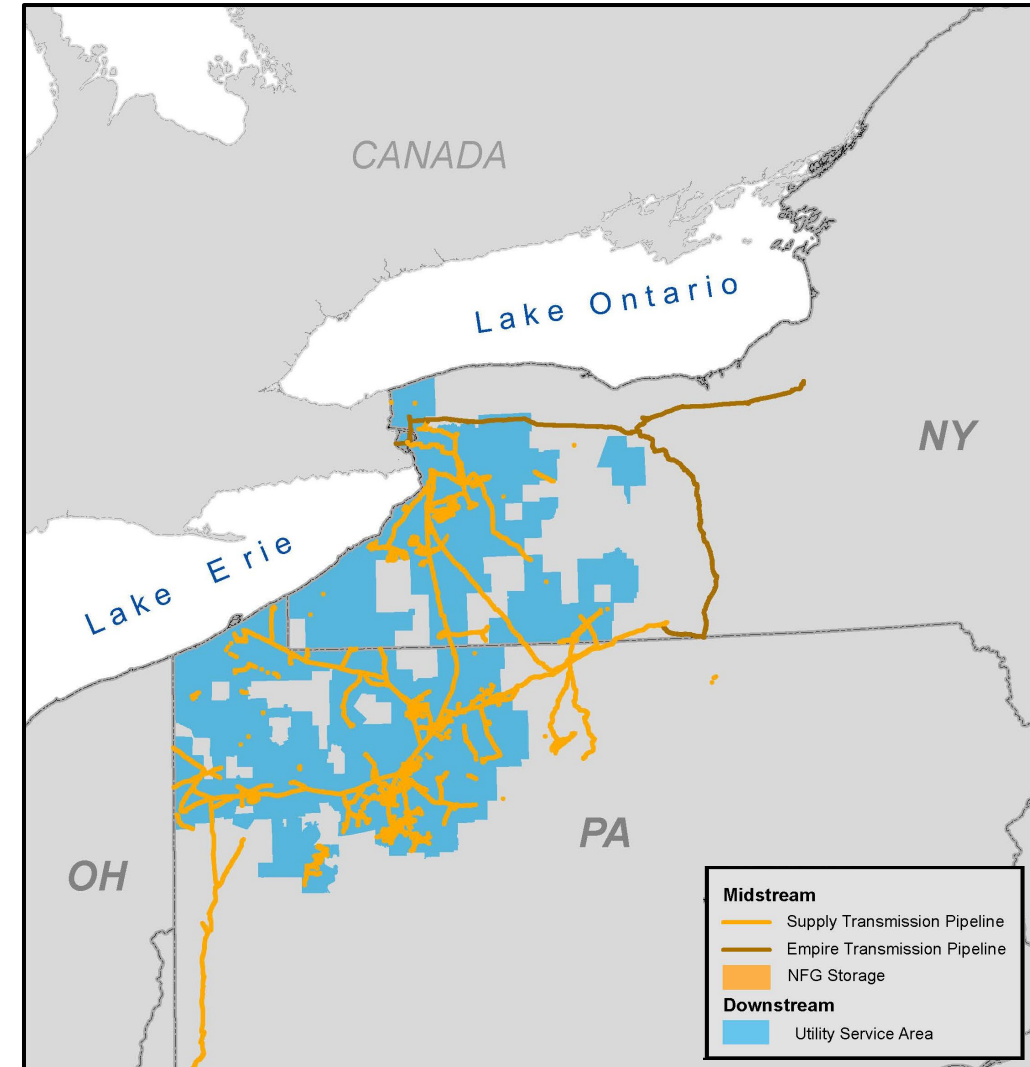 CANADA
Lake Ontario
NY
Lake Erie
PA
OH
Midstream
Supply Transmission Pipeline
Empire Transmission Pipeline
NFG Storage
Downstream
Utility Service Area